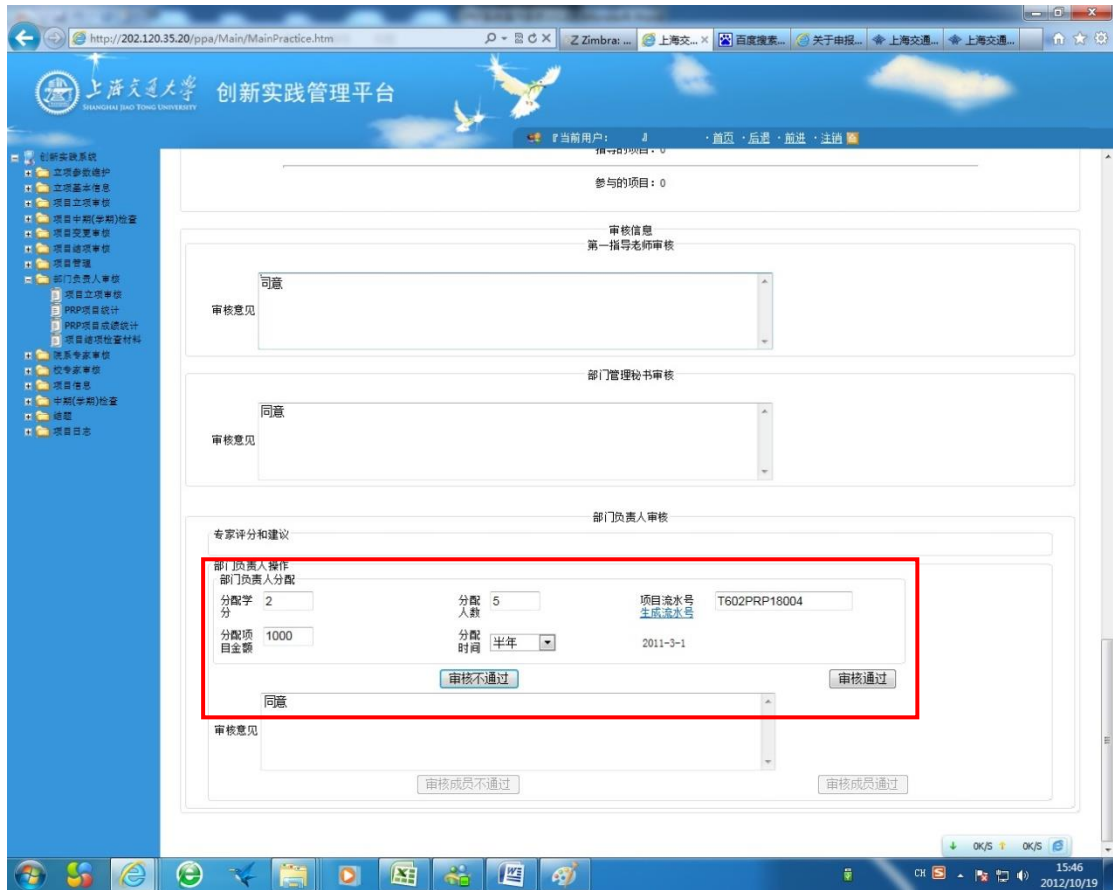 http://202.120.35.20/ppa/Main/MainPractice.htm
Zimbra: ...
上海交...
百度搜索...
关于申报...
上海交通...
上海交通...
上海交通大学
SHANGHAI JIAO TONG UNIVERSITY
创新实践管理平台
『当前用户: 』 ·首页 ·后退 ·前进 ·注销
创新实践系统
立项参数维护
立项基本信息
项目立项审核
项目中期(学期)检查
项目变更审核
项目结项审核
项目管理
部门负责人审核
项目立项审核
PRP项目统计
PRP项目成绩统计
项目结项检查材料
院系专家审核
校专家审核
项目信息
中期(学期)检查
结题
项目日志
指导的项目: 0
参与的项目: 0
审核信息
第一指导老师审核
审核意见
同意
部门管理秘书审核
审核意见
同意
部门负责人审核
专家评分和建议
部门负责人操作
部门负责人分配
分配学分 2
分配人数 5
项目流水号 T602PRP18004
生成流水号
分配项目金额 1000
分配时间 半年
2011-3-1
审核不通过
审核通过
审核意见
同意
审核成员不通过
审核成员通过
0K/S 0K/S
CH
15:46
2012/10/19